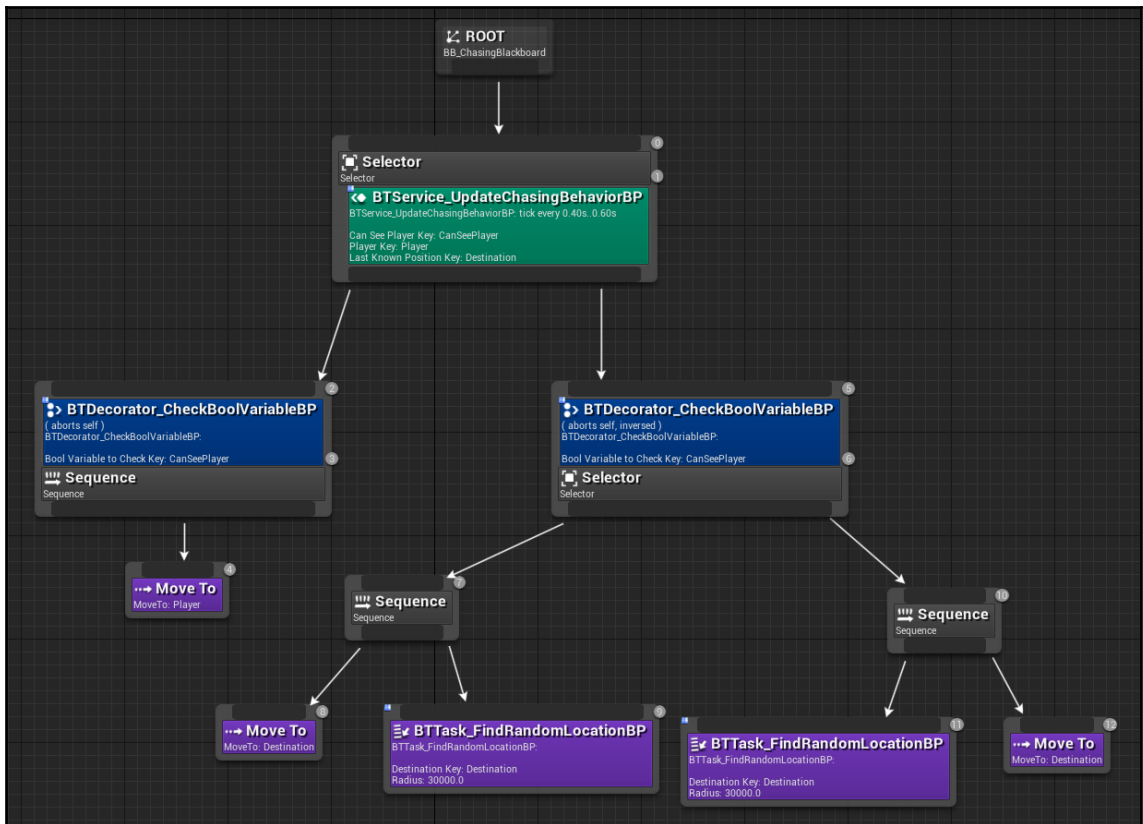 ROOT
BB_ChasingBlackboard
0
Selector
1
Selector
BTService_UpdateChasingBehaviorBP
BTService_UpdateChasingBehaviorBP: tick every 0.40s..0.60s
Can See Player Key: CanSeePlayer
Player Key: Player
Last Known Position Key: Destination
2
BTDecorator_CheckBoolVariableBP
( aborts self )
BTDecorator_CheckBoolVariableBP:
Bool Variable to Check Key: CanSeePlayer
3
Sequence
Sequence
5
BTDecorator_CheckBoolVariableBP
( aborts self, inversed )
BTDecorator_CheckBoolVariableBP:
Bool Variable to Check Key: CanSeePlayer
6
Selector
Selector
4
Move To
MoveTo: Player
7
Sequence
Sequence
10
Sequence
Sequence
8
Move To
MoveTo: Destination
9
BTTask_FindRandomLocationBP
BTTask_FindRandomLocationBP:
Destination Key: Destination
Radius: 30000.0
11
BTTask_FindRandomLocationBP
BTTask_FindRandomLocationBP:
Destination Key: Destination
Radius: 30000.0
12
Move To
MoveTo: Destination